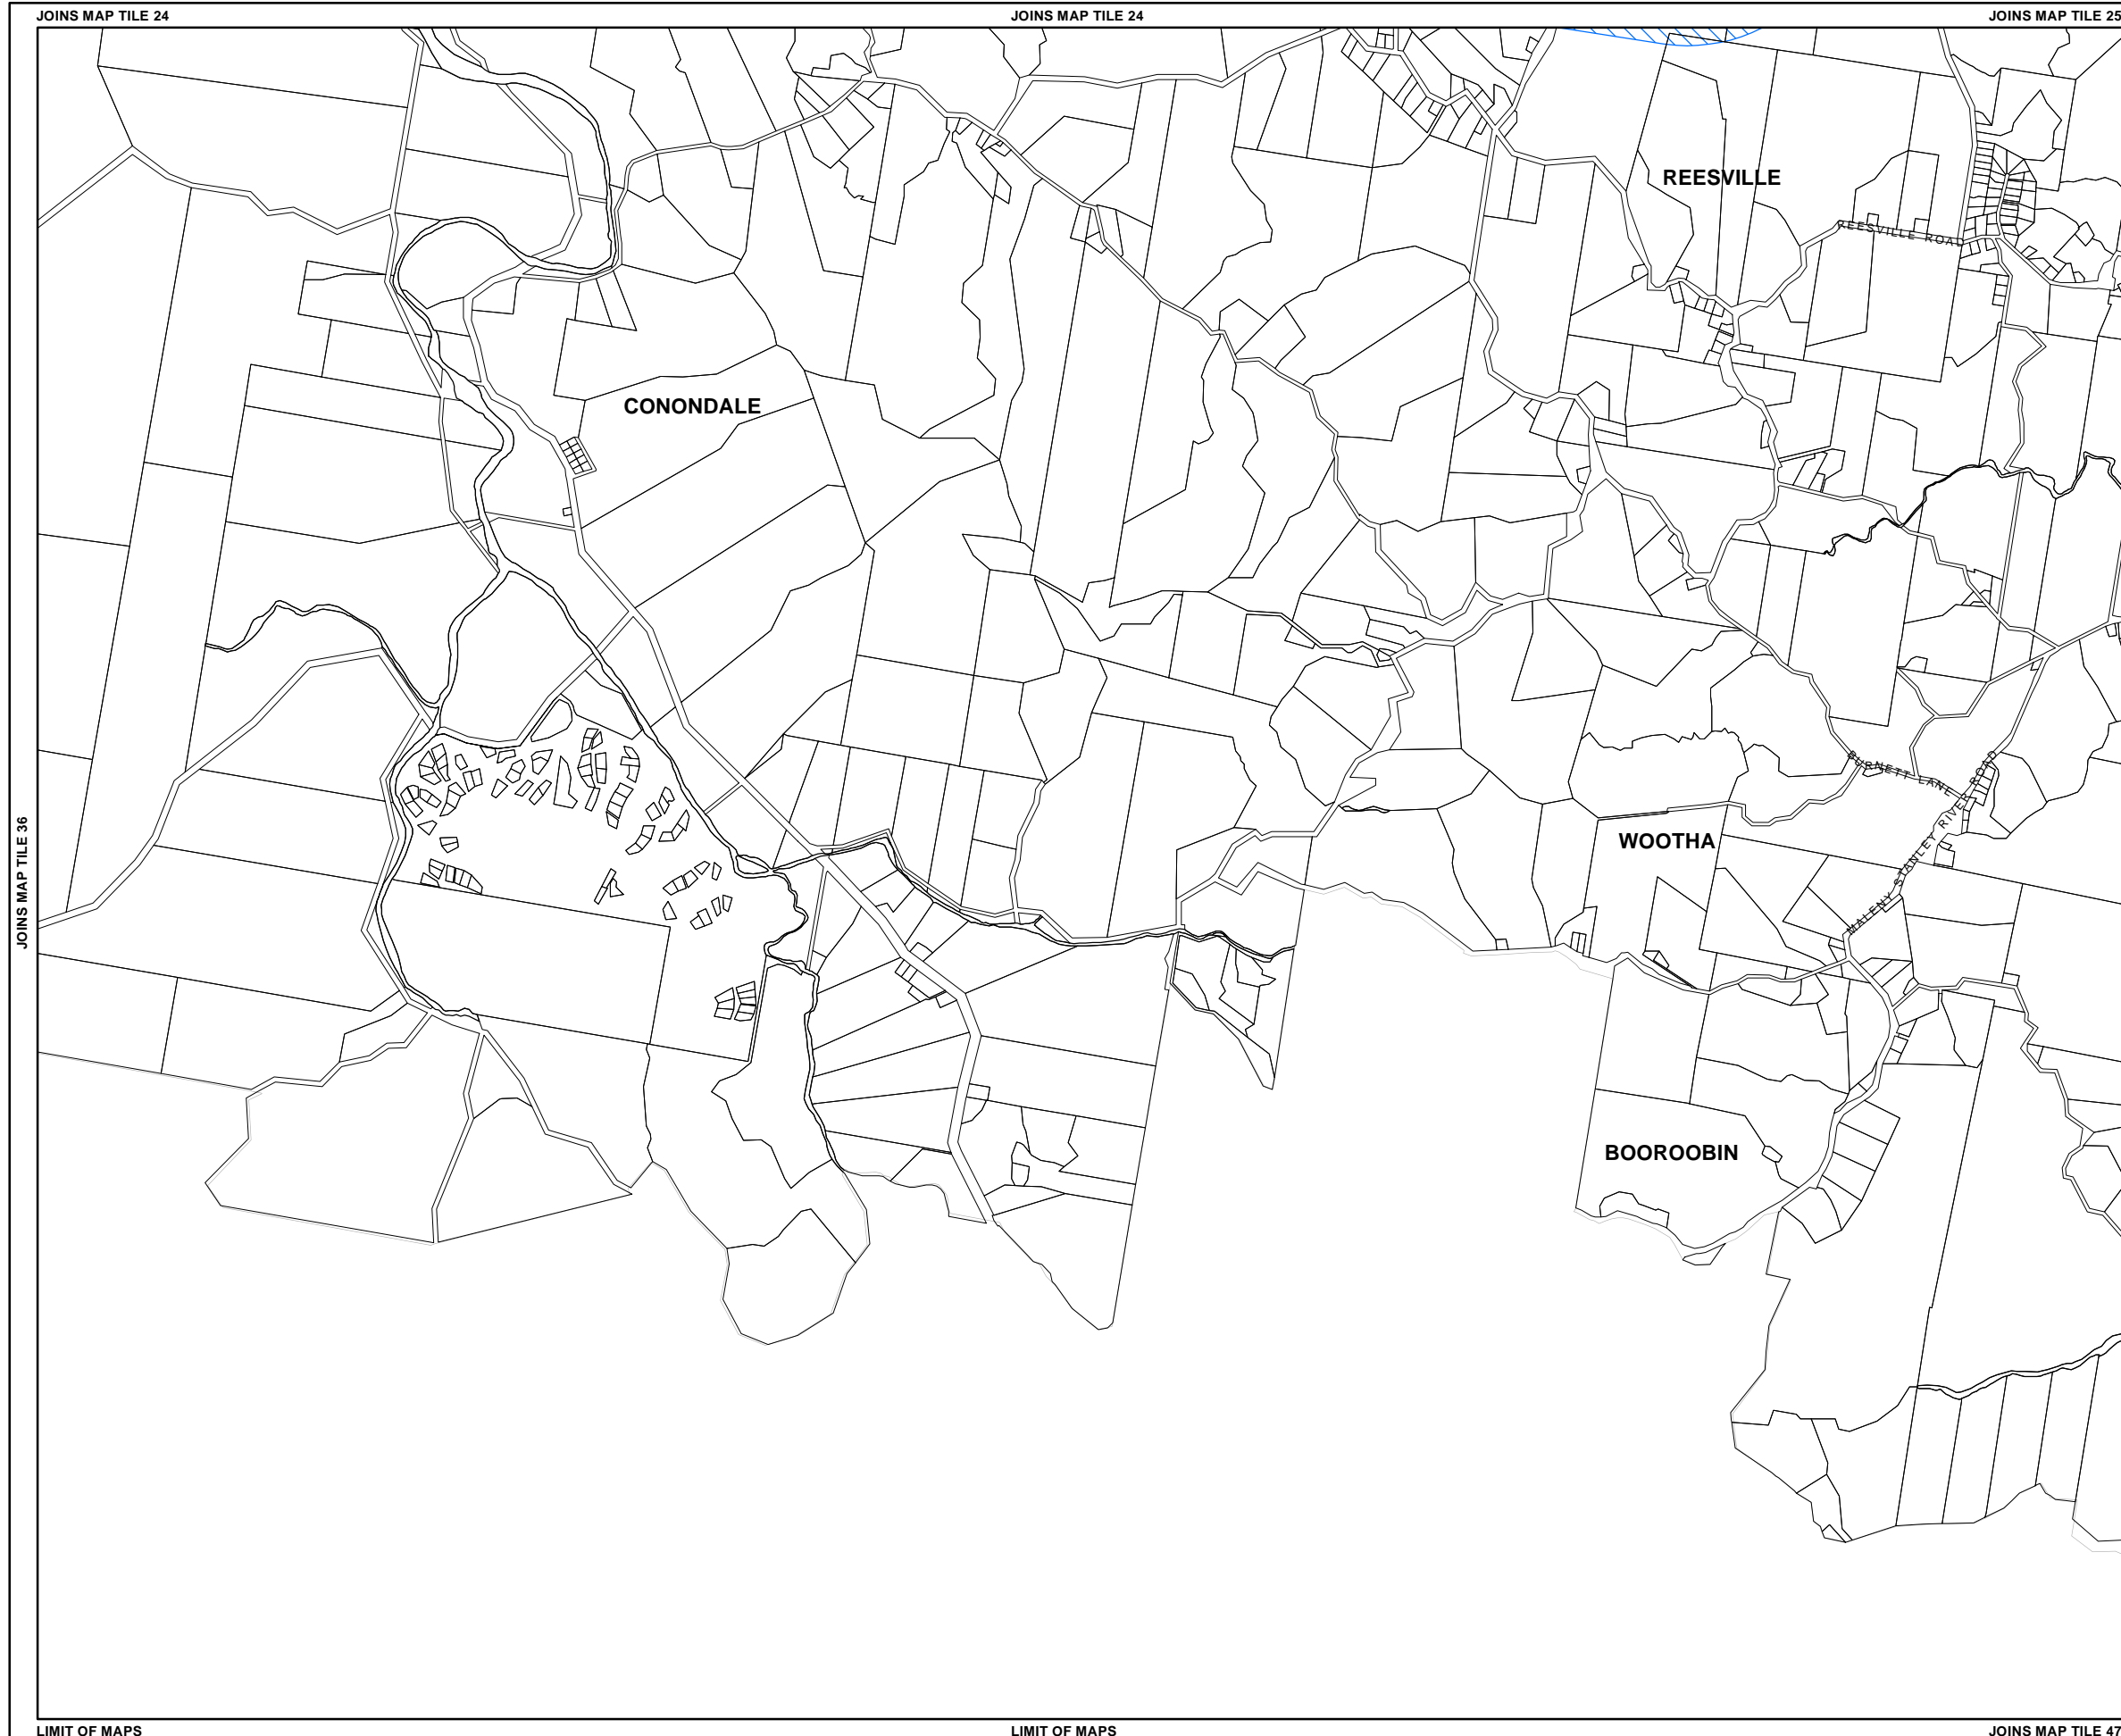 JOINS MAP TILE 24
JOINS MAP TILE 24
JOINS MAP TILE 25
REESVILLE
REESVILLE ROAD
CONONDALE
JOINS MAP TILE 36
BURNETT LANE
MALENY STANLEY RIVER ROAD
WOOTHA
BOOROOBIN
LIMIT OF MAPS
LIMIT OF MAPS
JOINS MAP TILE 47